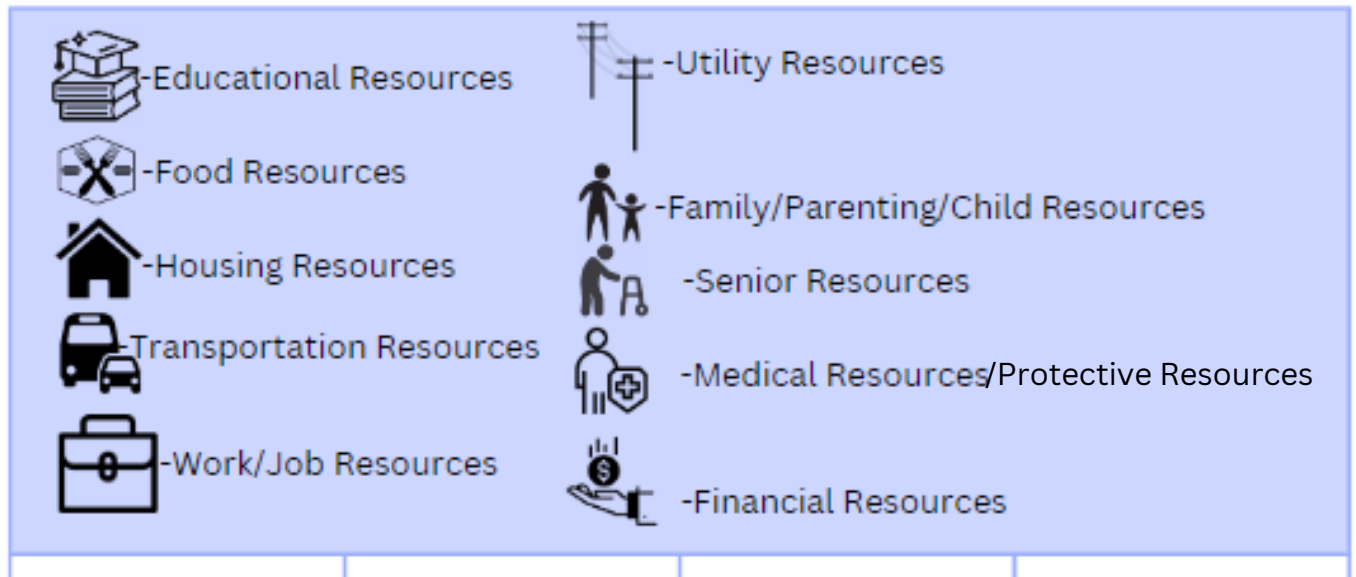 -Educational Resources
-Food Resources
-Housing Resources
-Transportation Resources
-Work/Job Resources
-Utility Resources
-Family/Parenting/Child Resources
-Senior Resources
-Medical Resources/Protective Resources
$
-Financial Resources